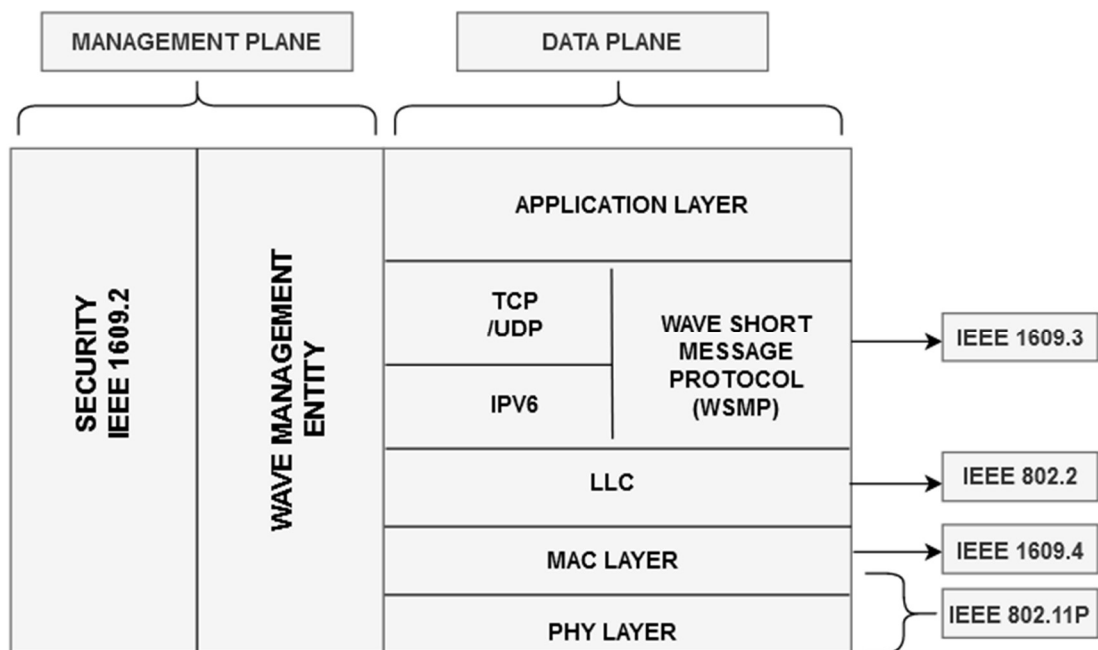 MANAGEMENT PLANE
DATA PLANE
SECURITY
IEEE 1609.2
WAVE MANAGEMENT
ENTITY
APPLICATION LAYER
TCP
/UDP
IPV6
WAVE SHORT
MESSAGE
PROTOCOL
(WSMP)
IEEE 1609.3
LLC
IEEE 802.2
MAC LAYER
IEEE 1609.4
PHY LAYER
IEEE 802.11P